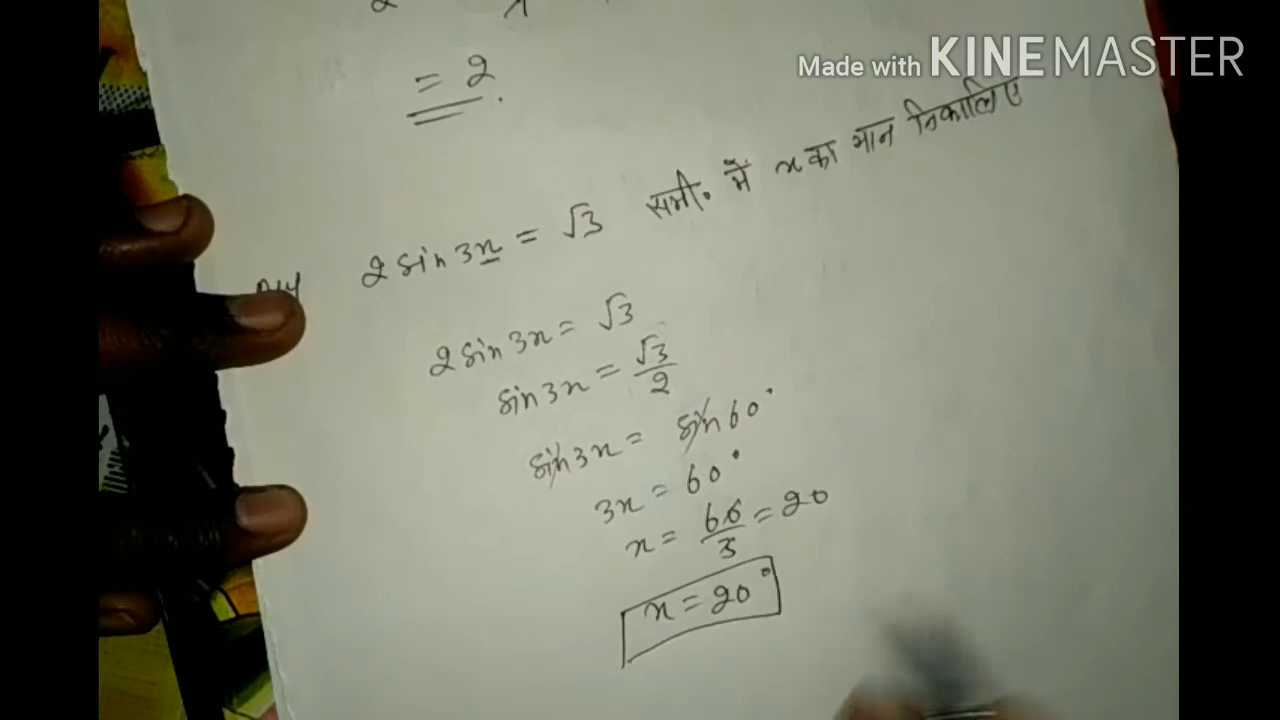 Made with KINEMASTER
= 2.
2 sin 3x = √3 समी. में x का मान निकालिए
2 sin 3x = √3
sin 3x = √3/2
sin 3x = sin 60°
3x = 60°
x = 60/3 = 20
x = 20°